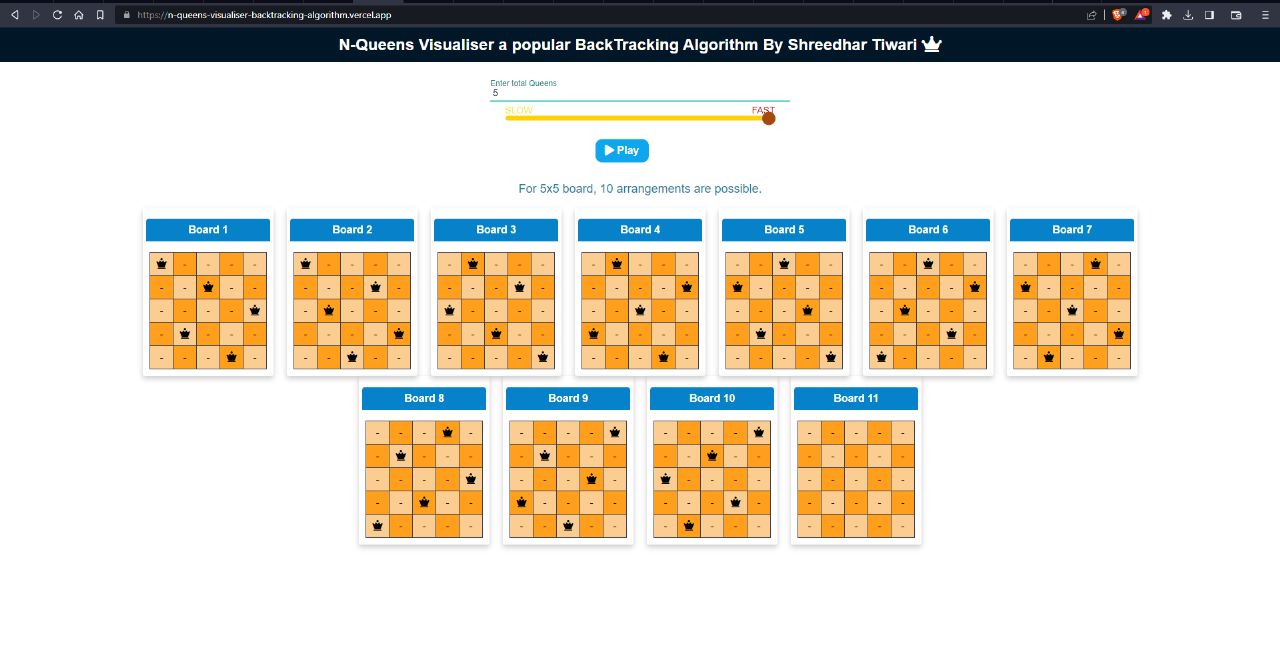 https://n-queens-visualiser-backtracking-algorithm.vercel.app
N-Queens Visualiser a popular BackTracking Algorithm By Shreedhar Tiwari
Enter total Queens
5
SLOW FAST
Play
For 5x5 board, 10 arrangements are possible.
Board 1 Board 2 Board 3 Board 4 Board 5 Board 6 Board 7
- - - - - - - - - - - - - - - - - - - - - - - - - - - -
- - - - - - - - - - - - - - - - - - - - - - - - - - - -
- - - - - - - - - - - - - - - - - - - - - - - - - - - -
- - - - - - - - - - - - - - - - - - - - - - - - - - - -
- - - - - - - - - - - - - - - - - - - - - - - - - - - -
Board 8 Board 9 Board 10 Board 11
- - - - - - - - - - - - - - - - -
- - - - - - - - - - - - - - - - -
- - - - - - - - - - - - - - - - -
- - - - - - - - - - - - - - - - -
- - - - - - - - - - - - - - - - -